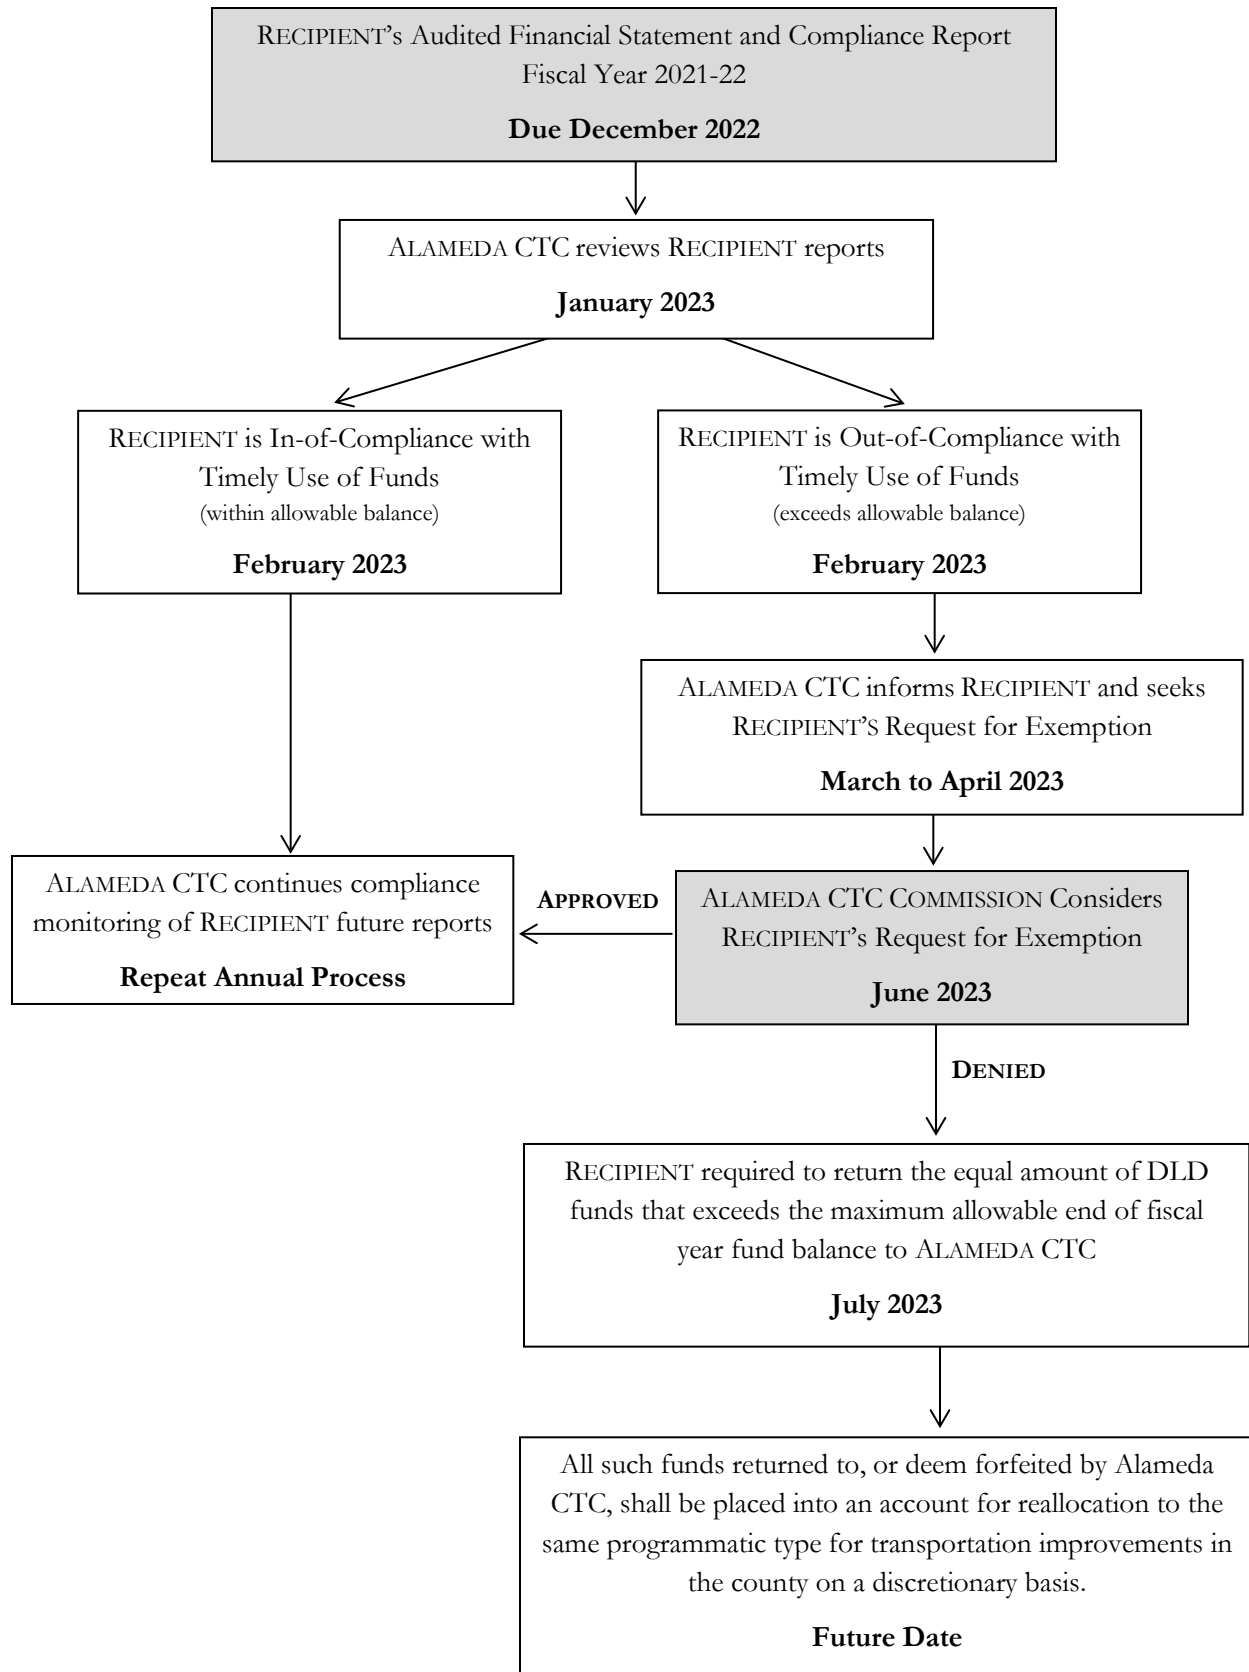 RECIPIENT's Audited Financial Statement and Compliance Report
Fiscal Year 2021-22
Due December 2022
ALAMEDA CTC reviews RECIPIENT reports
January 2023
RECIPIENT is In-of-Compliance with
Timely Use of Funds
(within allowable balance)
February 2023
RECIPIENT is Out-of-Compliance with
Timely Use of Funds
(exceeds allowable balance)
February 2023
ALAMEDA CTC informs RECIPIENT and seeks
RECIPIENT'S Request for Exemption
March to April 2023
ALAMEDA CTC continues compliance
monitoring of RECIPIENT future reports
Repeat Annual Process
APPROVED
ALAMEDA CTC COMMISSION Considers
RECIPIENT's Request for Exemption
June 2023
DENIED
RECIPIENT required to return the equal amount of DLD
funds that exceeds the maximum allowable end of fiscal
year fund balance to ALAMEDA CTC
July 2023
All such funds returned to, or deem forfeited by Alameda
CTC, shall be placed into an account for reallocation to the
same programmatic type for transportation improvements in
the county on a discretionary basis.
Future Date